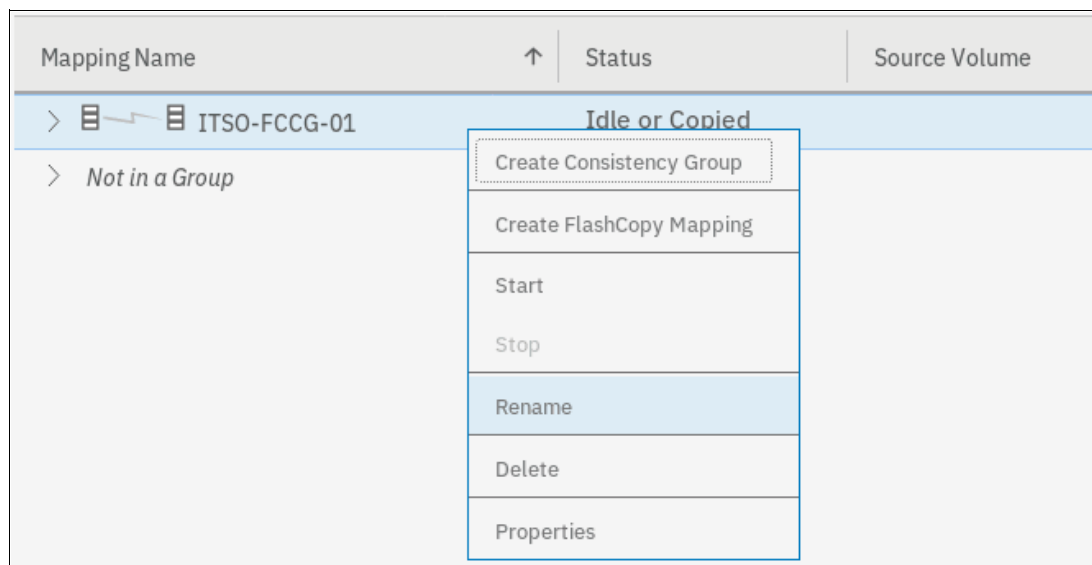 Mapping Name Status Source Volume
ITSO-FCCG-01 Idle or Copied
Not in a Group
Create Consistency Group
Create FlashCopy Mapping
Start
Stop
Rename
Delete
Properties